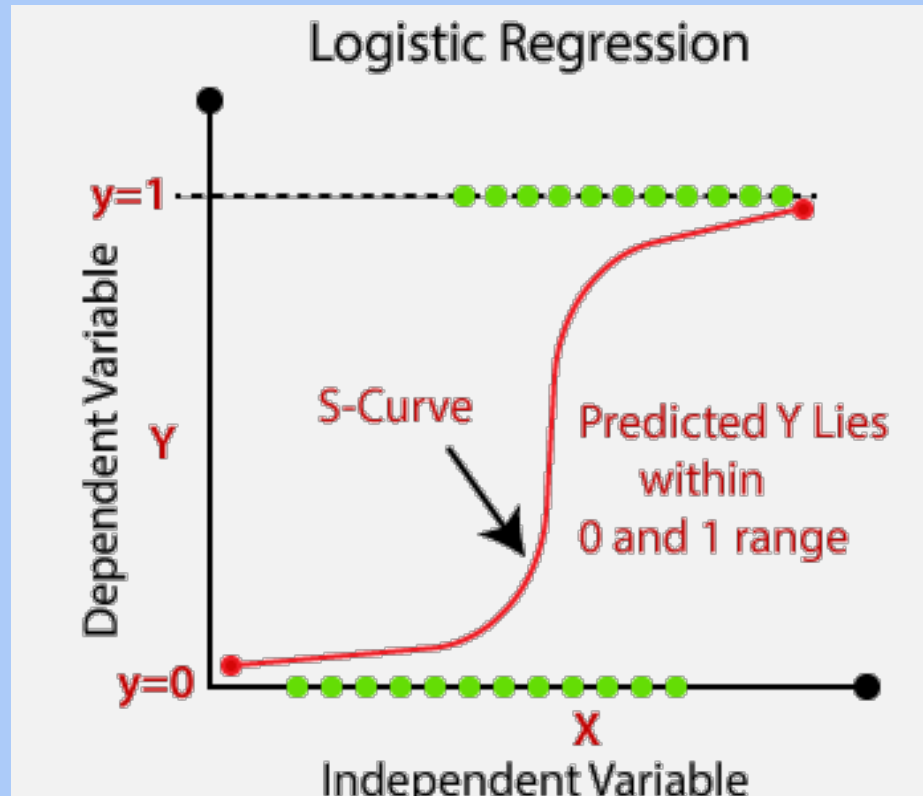 Logistic Regression
y=1
Dependent Variable
Y
S-Curve
Predicted Y Lies
within
0 and 1 range
y=0
X
Independent Variable